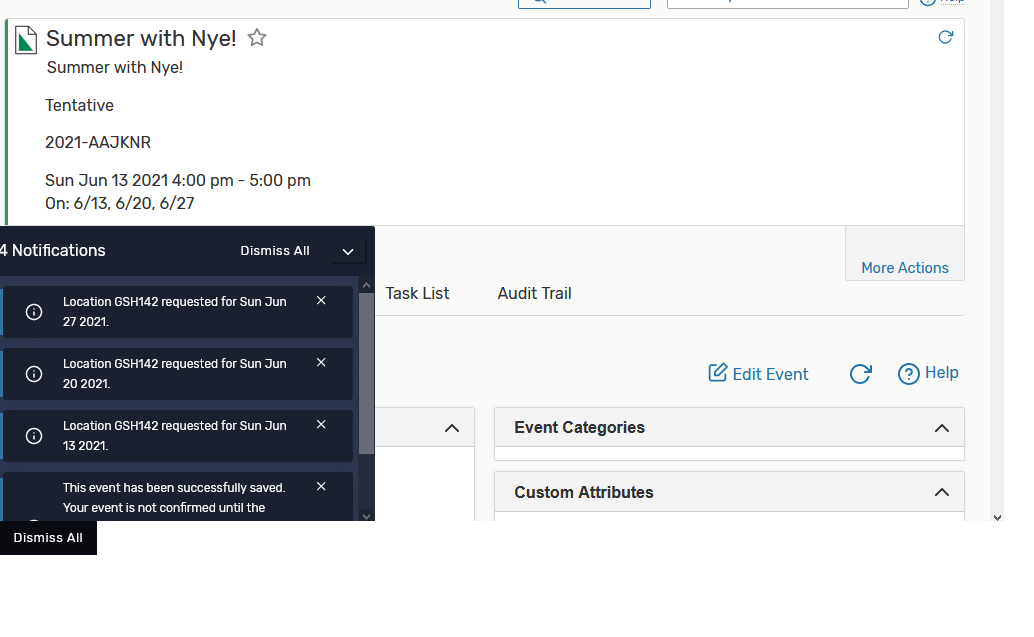 Help
Summer with Nye!
Summer with Nye!
Tentative
2021-AAJKNR
Sun Jun 13 2021 4:00 pm - 5:00 pm
On: 6/13, 6/20, 6/27
4 Notifications
Dismiss All
More Actions
Task List
Audit Trail
Location GSH142 requested for Sun Jun
27 2021.
Location GSH142 requested for Sun Jun
20 2021.
Location GSH142 requested for Sun Jun
13 2021.
This event has been successfully saved.
Your event is not confirmed until the
Dismiss All
Edit Event
Help
Event Categories
Custom Attributes